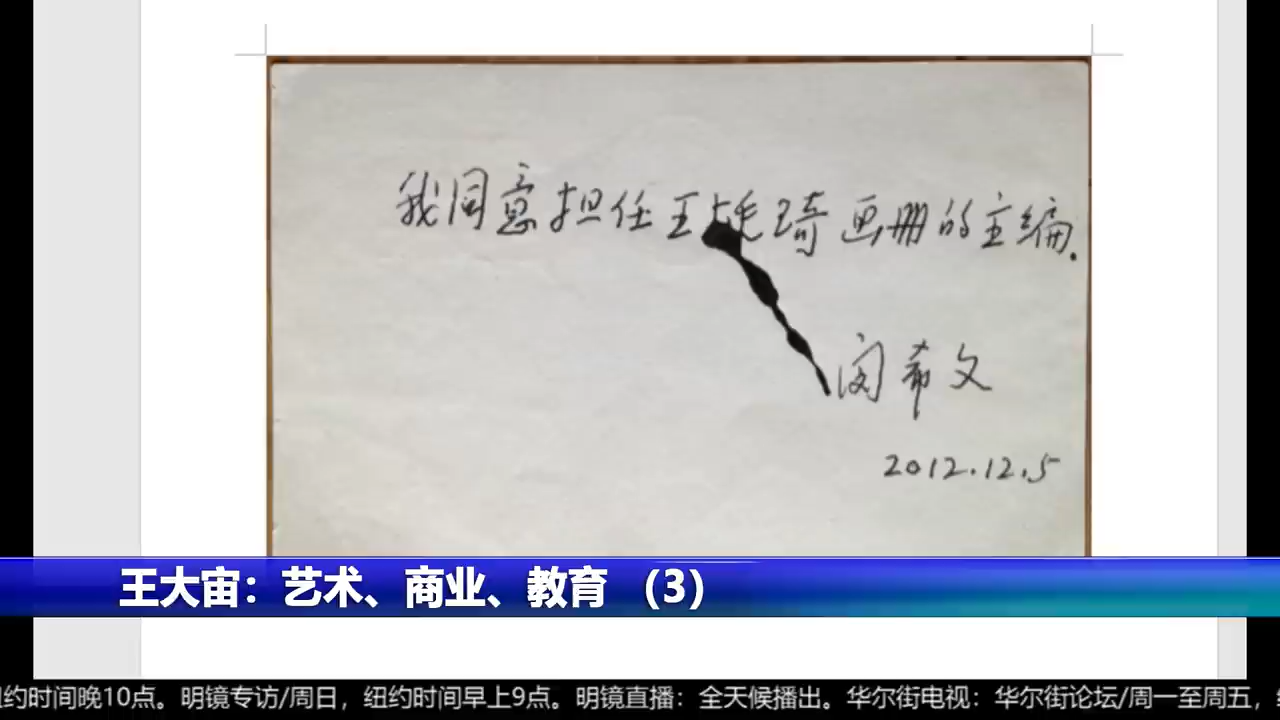 我同意担任王毓琦画册的主编.
闵希文
2012.12.5
王大宙：艺术、商业、教育 （3）
纽约时间晚10点。明镜专访/周日，纽约时间早上9点。明镜直播：全天候播出。华尔街电视：华尔街论坛/周一至周五，